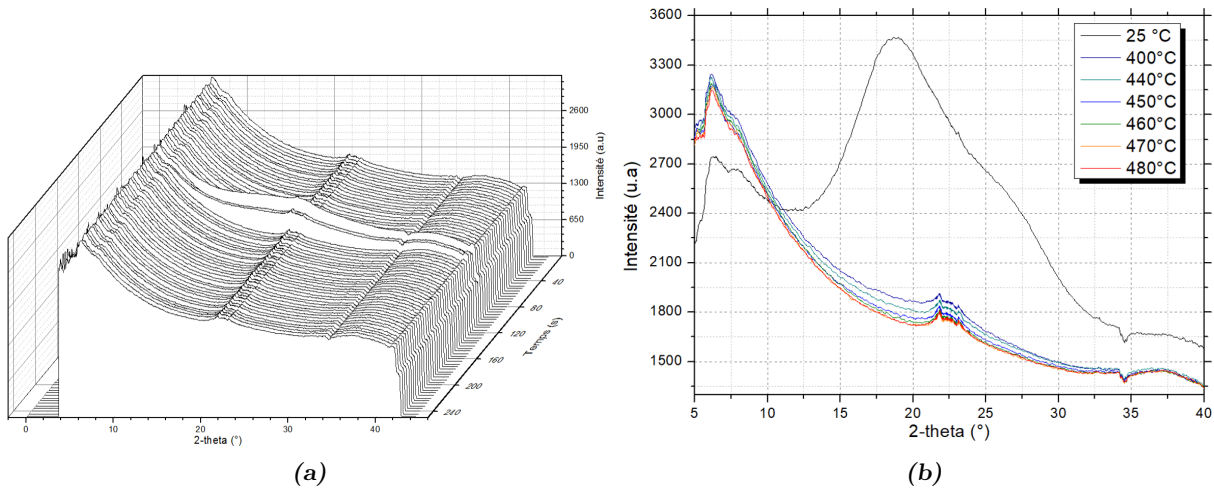 2600
1950
1300
650
0
Intensité (a.u)
40
80
120
160
200
240
Temps (s)
0 10 20 30 40
2-theta (°)
(a)
3600
3300
3000
2700
2400
2100
1800
1500
Intensité (u.a)
25 °C
400°C
440°C
450°C
460°C
470°C
480°C
5 10 15 20 25 30 35 40
2-theta (°)
(b)